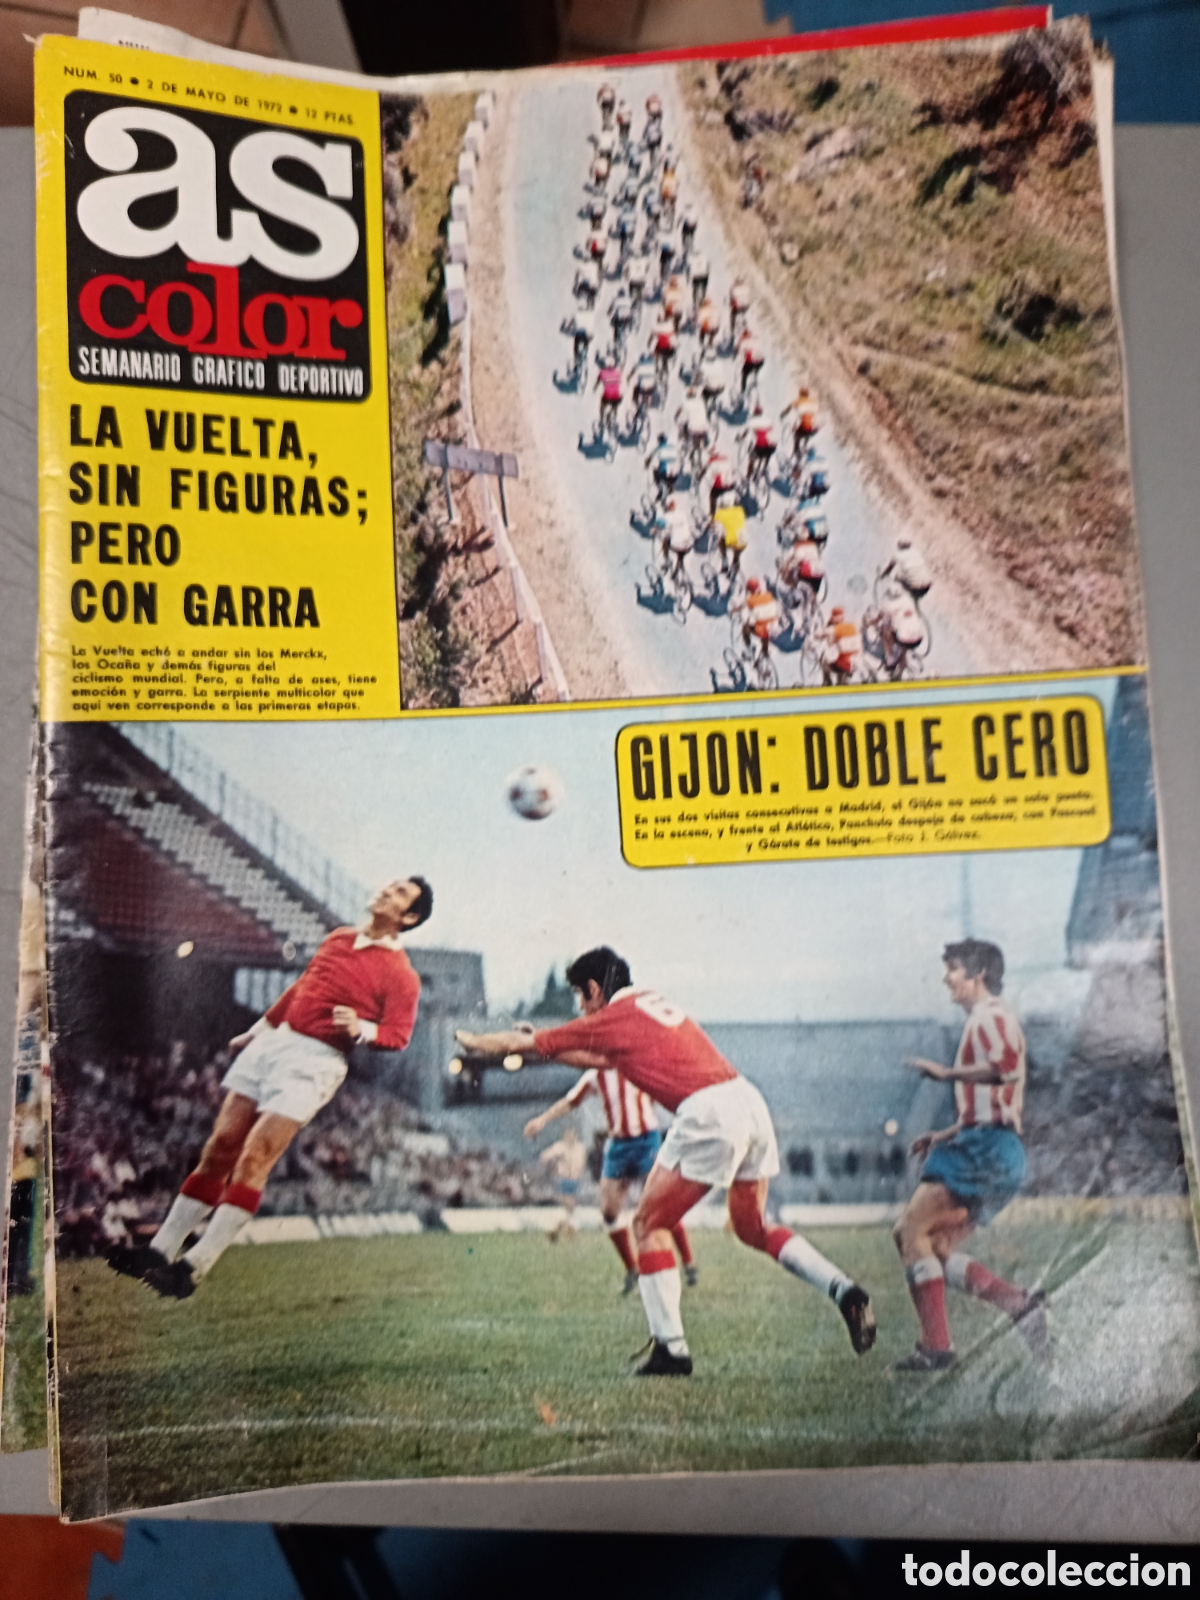 NUM. 50 • 2 DE MAYO DE 1972 • 12 PTAS.
as
color
SEMANARIO GRAFICO DEPORTIVO
LA VUELTA,
SIN FIGURAS;
PERO
CON GARRA
La Vuelta echó a andar sin los Merckx,
los Ocaña y demás figuras del
ciclismo mundial. Pero, a falta de ases, tiene
emoción y garra. La serpiente multicolor que
aquí ven corresponde a las primeras etapas.
GIJON: DOBLE CERO
En sus dos visitas consecutivas a Madrid, el Gijón no sacó un solo punto.
En la escena, y frente al Atlético, Panchulo despeja de cabeza, con Pascual
y Gárate de testigos.—Foto J. Gálvez.
6
todocoleccion